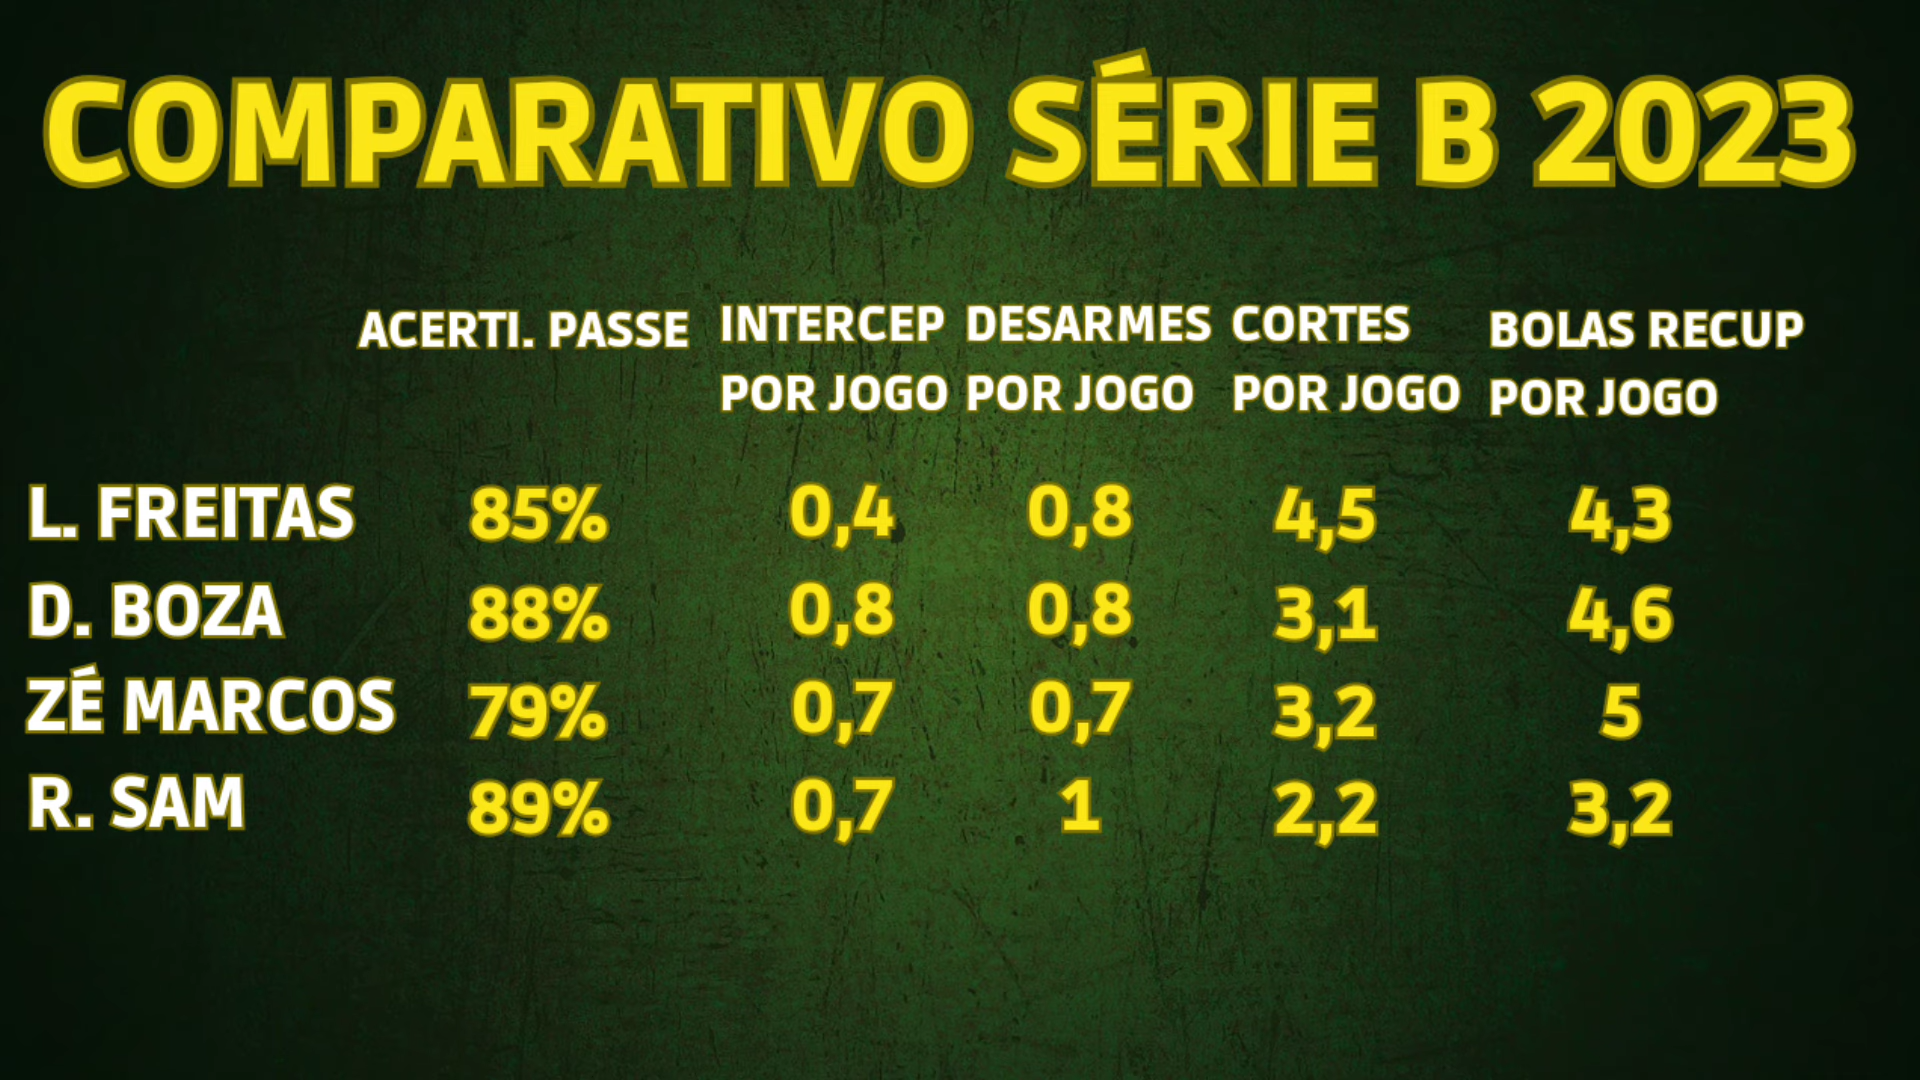 COMPARATIVO SÉRIE B 2023
ACERTI. PASSE INTERCEP DESARMES CORTES BOLAS RECUP
POR JOGO POR JOGO POR JOGO POR JOGO
L. FREITAS 85% 0,4 0,8 4,5 4,3
D. BOZA 88% 0,8 0,8 3,1 4,6
ZÉ MARCOS 79% 0,7 0,7 3,2 5
R. SAM 89% 0,7 1 2,2 3,2